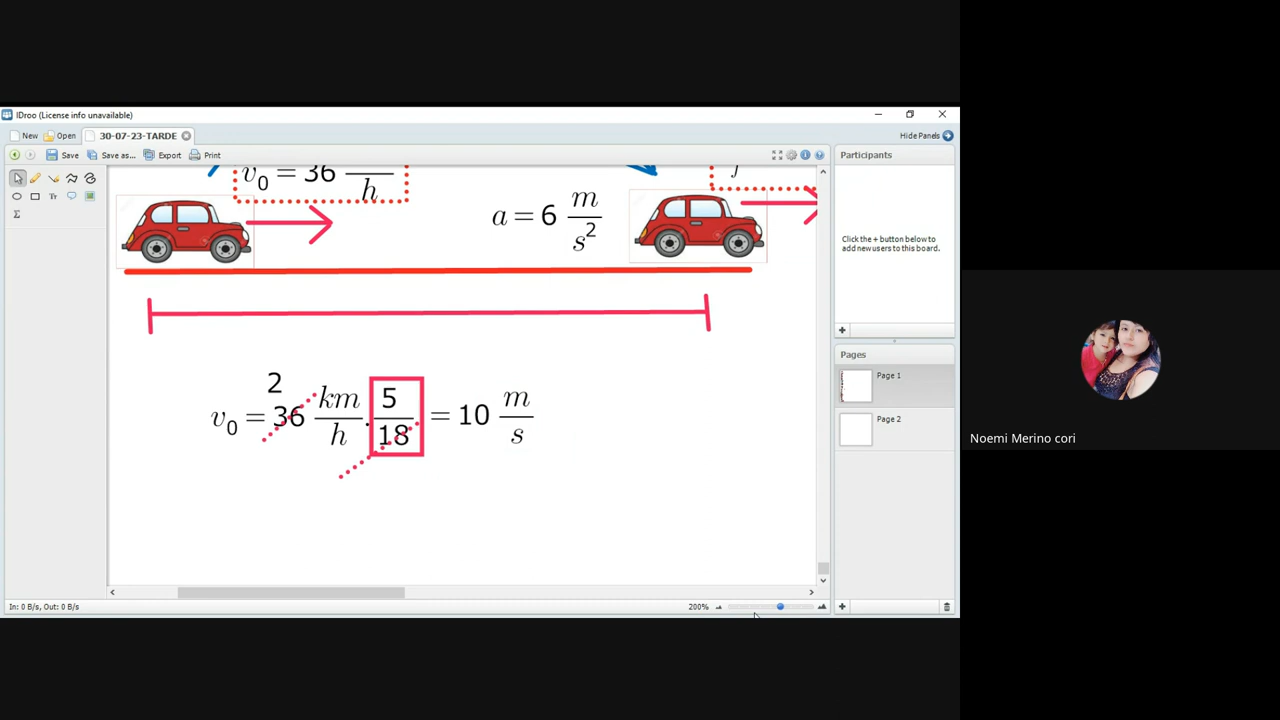 IDroo (License info unavailable)
New Open 30-07-23-TARDE Hide Panels
Save Save as... Export Print Participants
v₀ = 36 h
a = 6 m/s²
Click the + button below to
add new users to this board.
Pages
Page 1
Page 2
2
v₀ = 36 km/h . 5/18 = 10 m/s
Noemi Merino cori
200%
In: 0 B/s, Out: 0 B/s